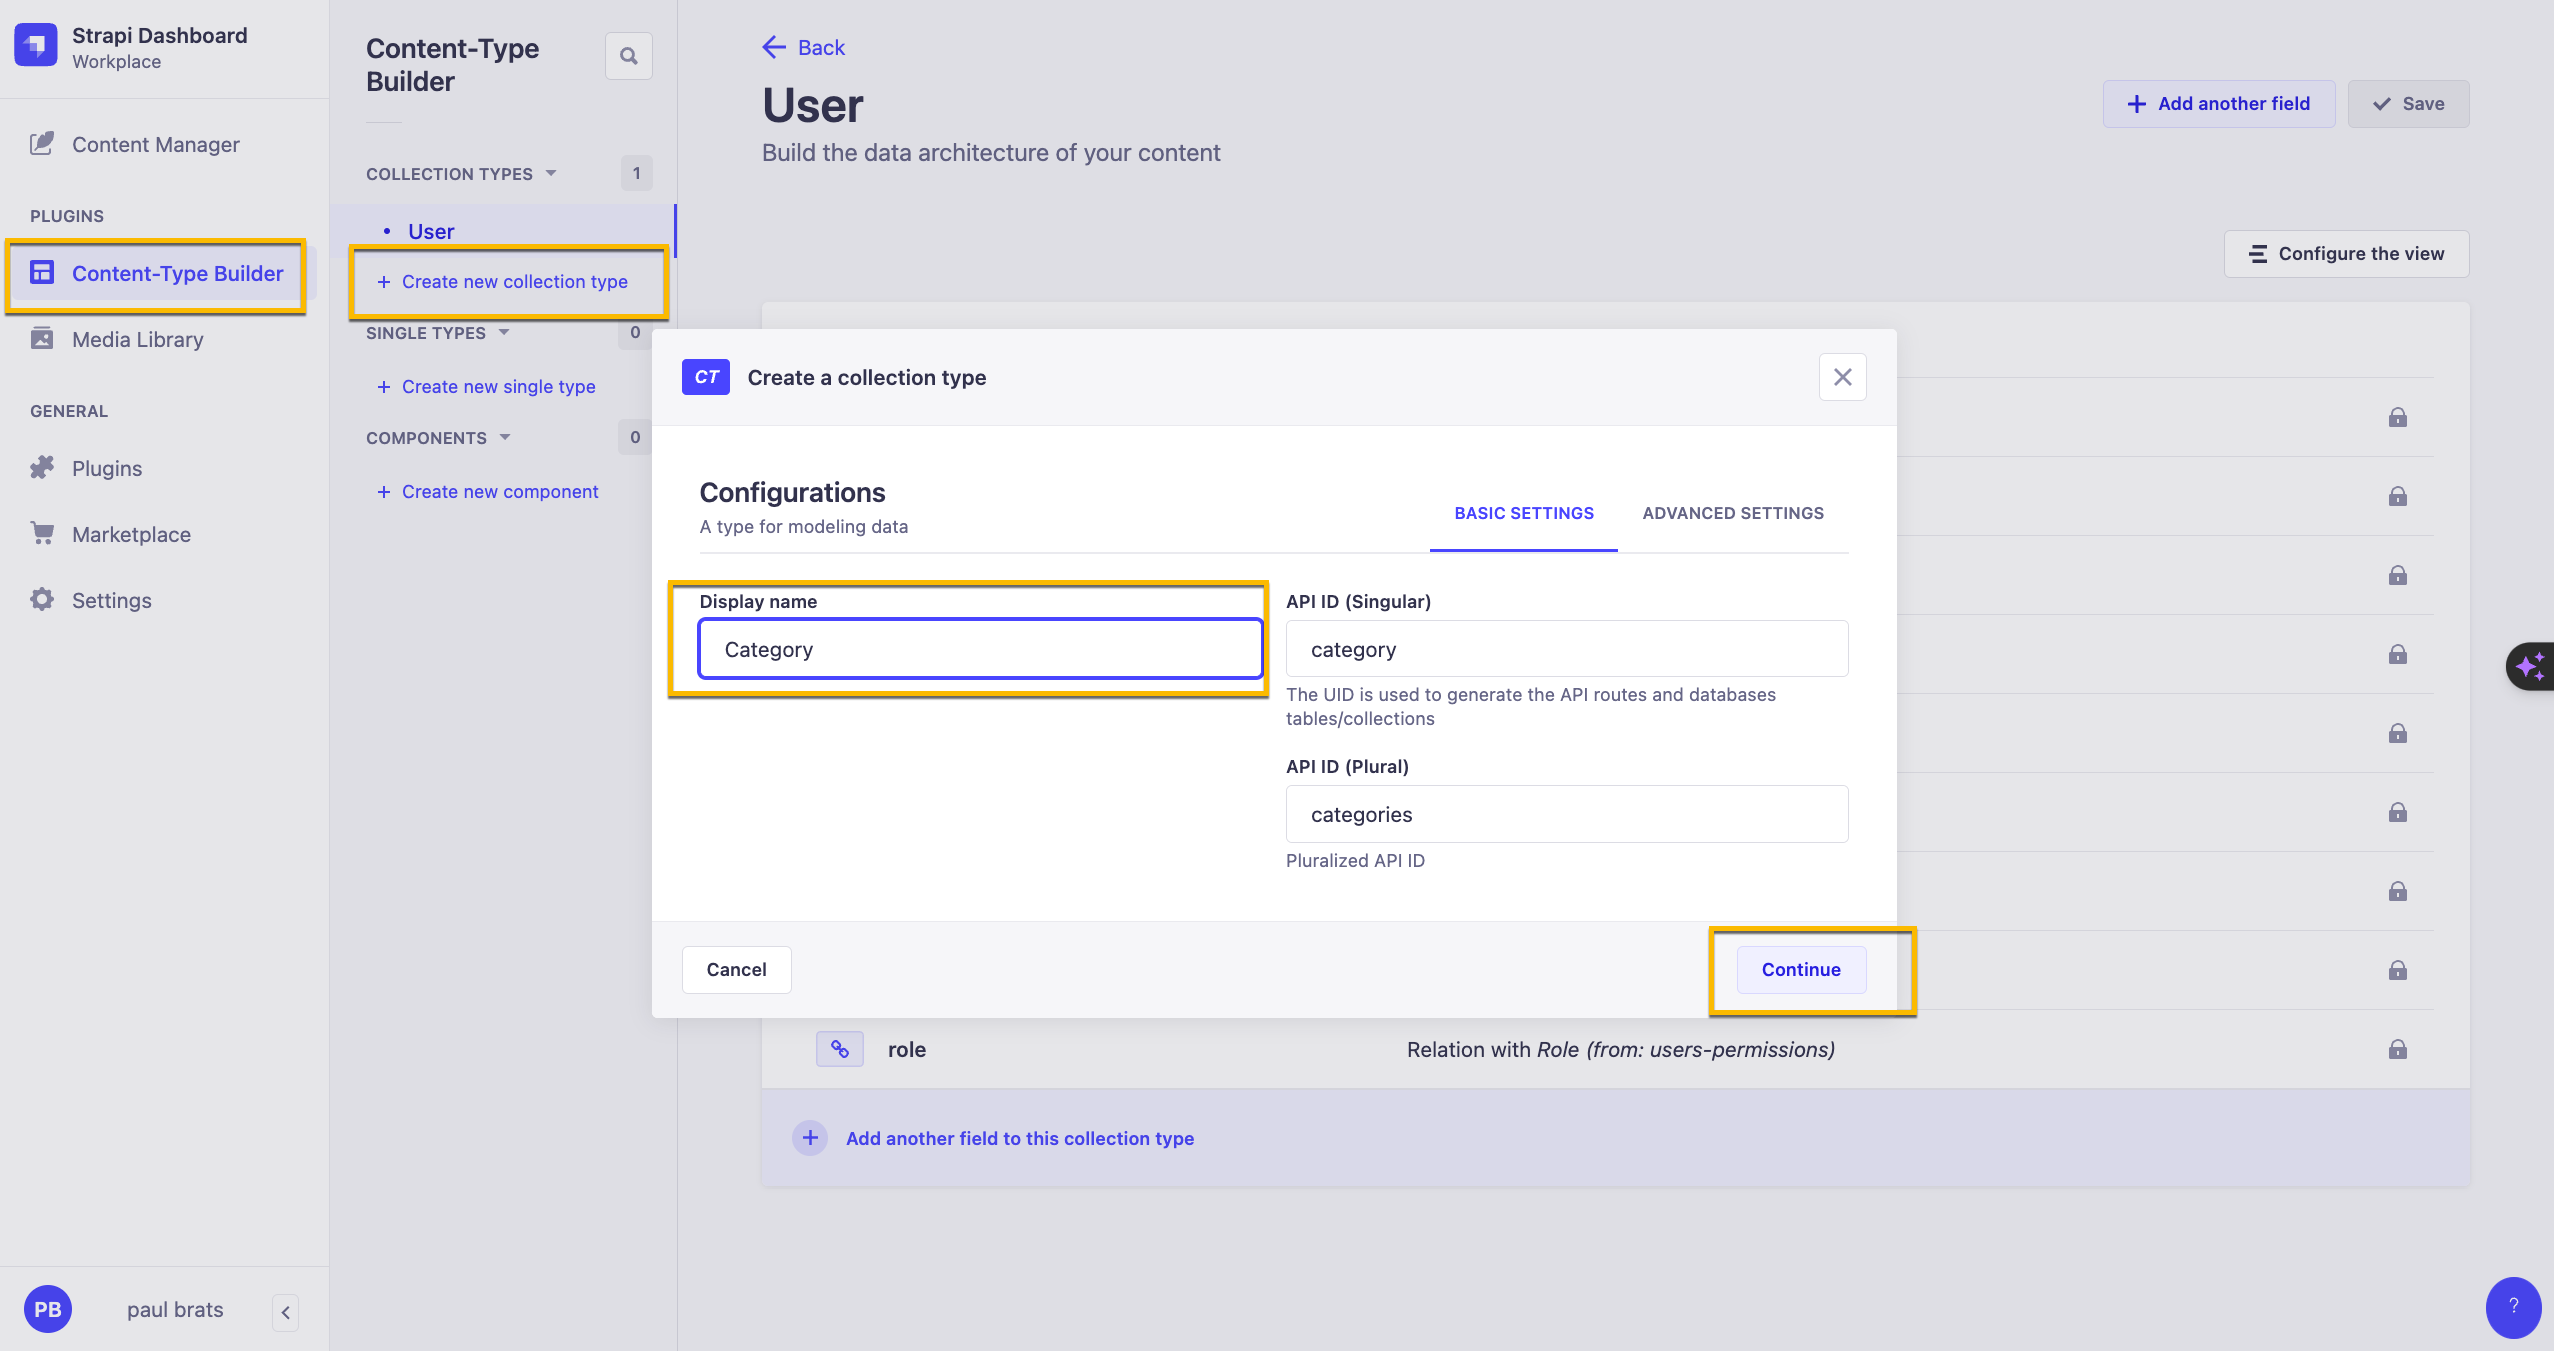 Strapi Dashboard
Workplace
Content Manager
PLUGINS
Content-Type Builder
Media Library
GENERAL
Plugins
Marketplace
Settings
PB
paul brats
Content-Type
Builder
COLLECTION TYPES
1
User
+ Create new collection type
SINGLE TYPES
0
+ Create new single type
COMPONENTS
0
+ Create new component
Back
User
Build the data architecture of your content
+ Add another field
Save
Configure the view
CT
Create a collection type
Configurations
A type for modeling data
BASIC SETTINGS
ADVANCED SETTINGS
Display name
Category
API ID (Singular)
category
The UID is used to generate the API routes and databases
tables/collections
API ID (Plural)
categories
Pluralized API ID
Cancel
Continue
role
Relation with Role (from: users-permissions)
+ Add another field to this collection type
?